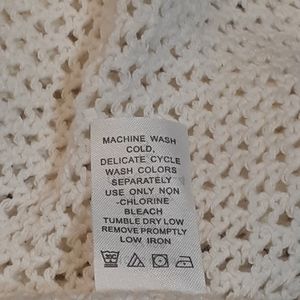 MACHINE WASH
COLD,
DELICATE CYCLE
WASH COLORS
SEPARATELY
USE ONLY NON
-CHLORINE
BLEACH
TUMBLE DRY LOW
REMOVE PROMPTLY
LOW IRON